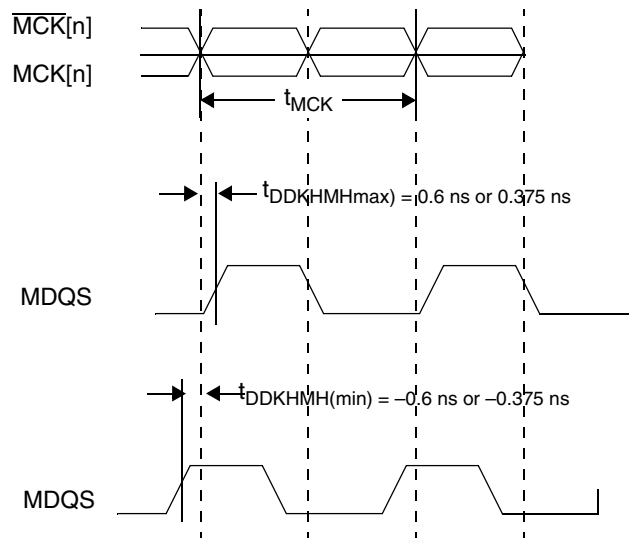 M̅C̅K̅[n]
MCK[n]
tMCK
tDDKHMHmax) = 0.6 ns or 0.375 ns
MDQS
tDDKHMH(min) = –0.6 ns or –0.375 ns
MDQS